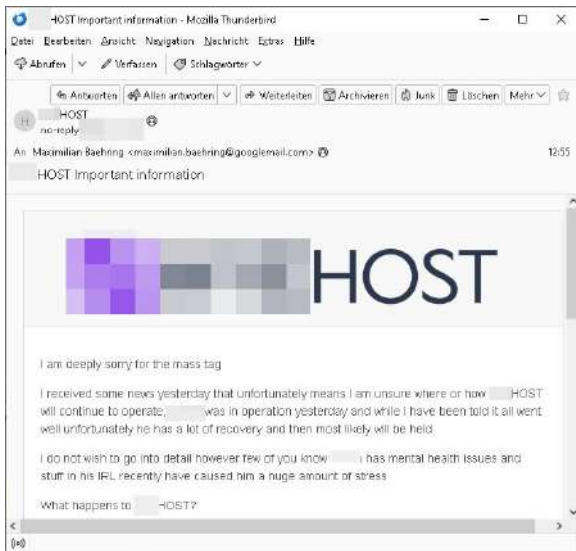 HOST Important information - Mozilla Thunderbird
Datei Bearbeiten Ansicht Navigation Nachricht Extras Hilfe
Abrufen Verfassen Schlagwörter
Antworten Allen antworten Weiterleiten Archivieren Junk Löschen Mehr
H HOST
no-reply
An Maximilian Baehring <maximilian.baehring@googlemail.com> 12:55
HOST Important information
HOST
I am deeply sorry for the mass tag
I received some news yesterday that unfortunately means I am unsure where or how HOST
will continue to operate, was in operation yesterday and while I have been told it all went
well unfortunately he has a lot of recovery and then most likely will be held
I do not wish to go into detail however few of you know has mental health issues and
stuff in his IRL recently have caused him a huge amount of stress
What happens to HOST?